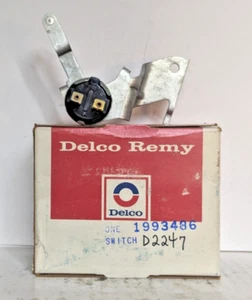 Delco Remy
Delco
ONE 1993486
SWITCH D2247